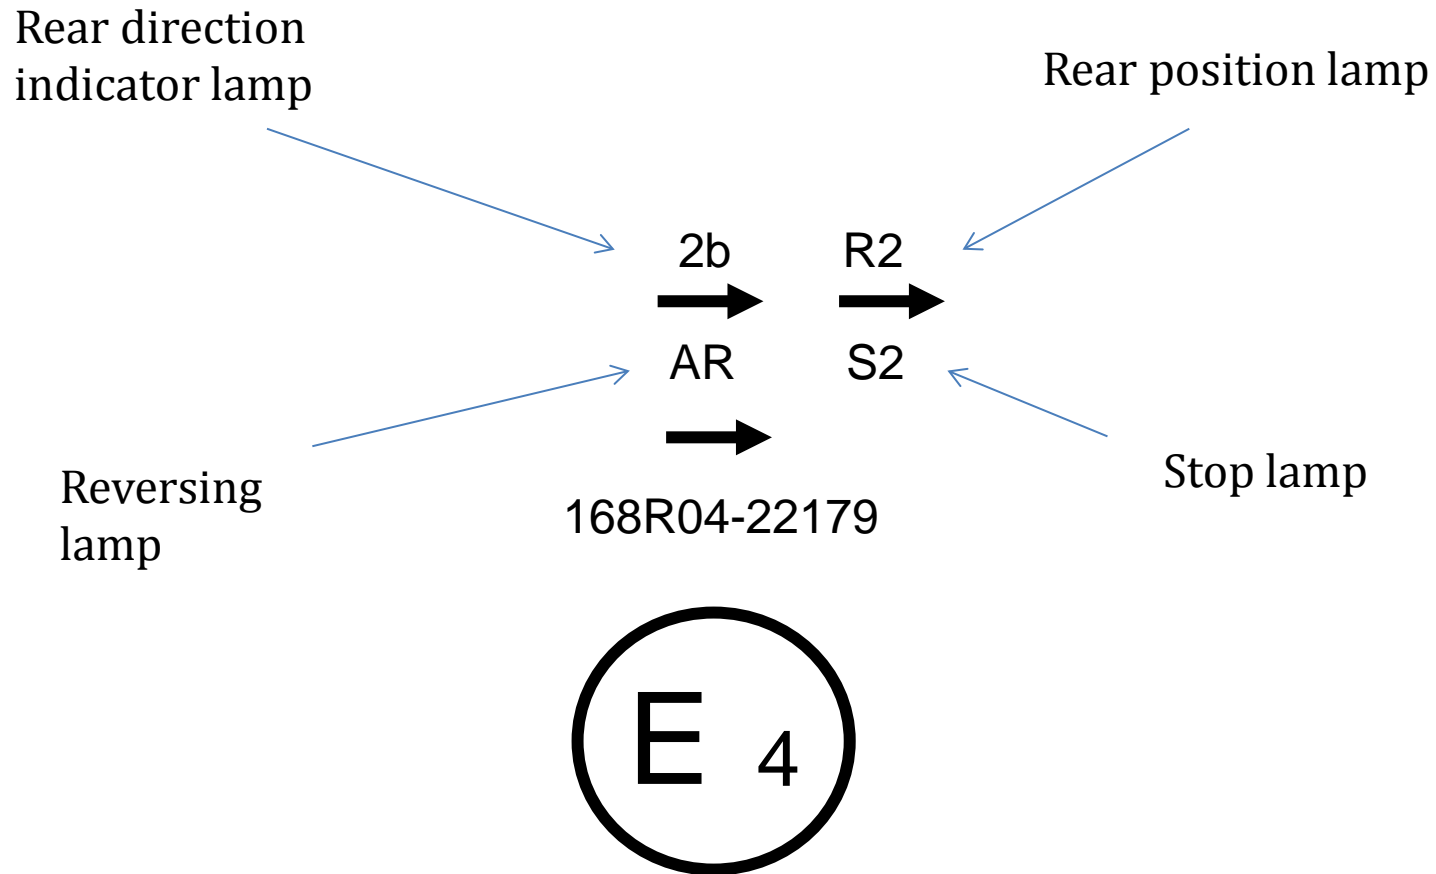 Rear direction
indicator lamp
Rear position lamp
2b R2
AR S2
Reversing
lamp
Stop lamp
168R04-22179
E 4